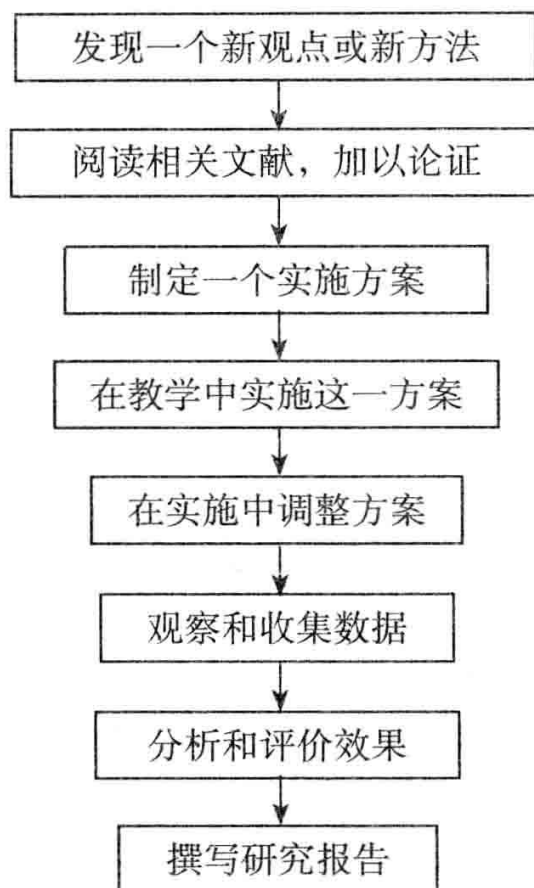 发现一个新观点或新方法
阅读相关文献，加以论证
制定一个实施方案
在教学中实施这一方案
在实施中调整方案
观察和收集数据
分析和评价效果
撰写研究报告